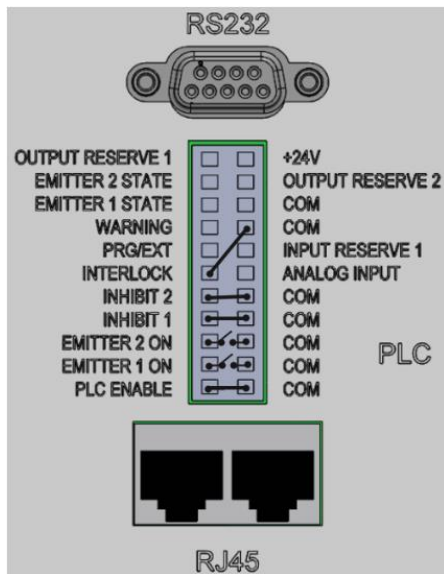 RS232
OUTPUT RESERVE 1 +24V
EMITTER 2 STATE OUTPUT RESERVE 2
EMITTER 1 STATE COM
WARNING COM
PRG/EXT INPUT RESERVE 1
INTERLOCK ANALOG INPUT
INHIBIT 2 COM
INHIBIT 1 COM
EMITTER 2 ON COM
EMITTER 1 ON COM
PLC ENABLE COM
PLC
RJ45